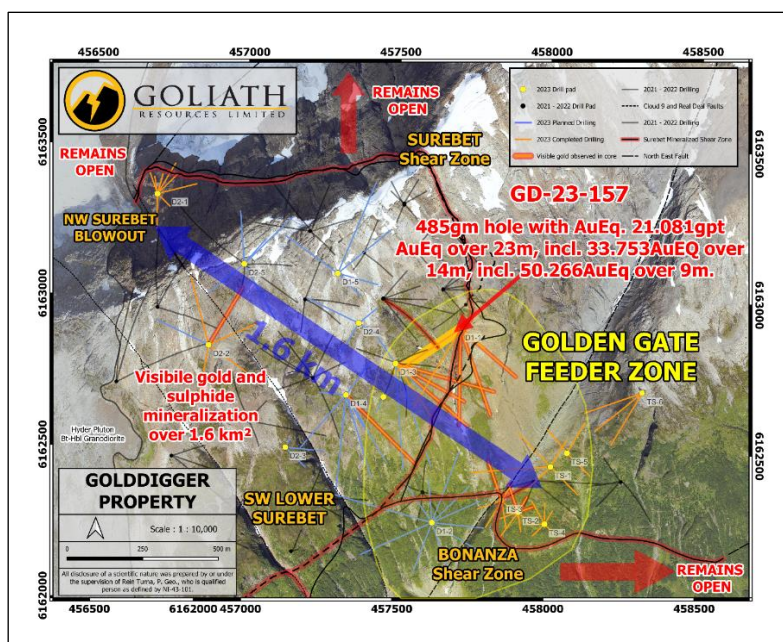 456500
457000
457500
458000
458500
6163500
6163000
6162500
6162000
GOLIATH
RESOURCES LIMITED
2023 Drill pad
2021 - 2022 Drill Pad
2023 Planned Drilling
2023 Completed Drilling
Visible gold observed in core
2021 - 2022 Drilling
Cloud 9 and Real Deal Faults
2021 - 2022 Drilling
Surebet Mineralized Shear Zone
North East Fault
REMAINS
OPEN
REMAINS
OPEN
SUREBET
Shear Zone
D2-1
NW SUREBET
BLOWOUT
GD-23-157
485gm hole with AuEq. 21.081gpt
AuEq over 23m, incl. 33.753AuEQ over
14m, incl. 50.266AuEq over 9m.
D2-5
D1-5
D2-4
D1-1
D2-2
D1-3
1.6 km
GOLDEN GATE
FEEDER ZONE
Visibile gold and
sulphide
mineralization
over 1.6 km²
D1-4
TS-6
Hyder Pluton
Bt-Hbl Granodiorite
D2-3
TS-5
TS-1
GOLDDIGGER
PROPERTY
Scale : 1 : 10,000
0
250
500 m
All disclosure of a scientific nature was prepared by or under
the supervision of Rein Turna, P. Geo., who is qualified
person as defined by NI-43-101.
SW LOWER
SUREBET
TS-3
TS-2
TS-4
D1-2
BONANZA
Shear Zone
REMAINS
OPEN
6163500
6163000
6162500
456500
6162000
457000
457500
458000
458500